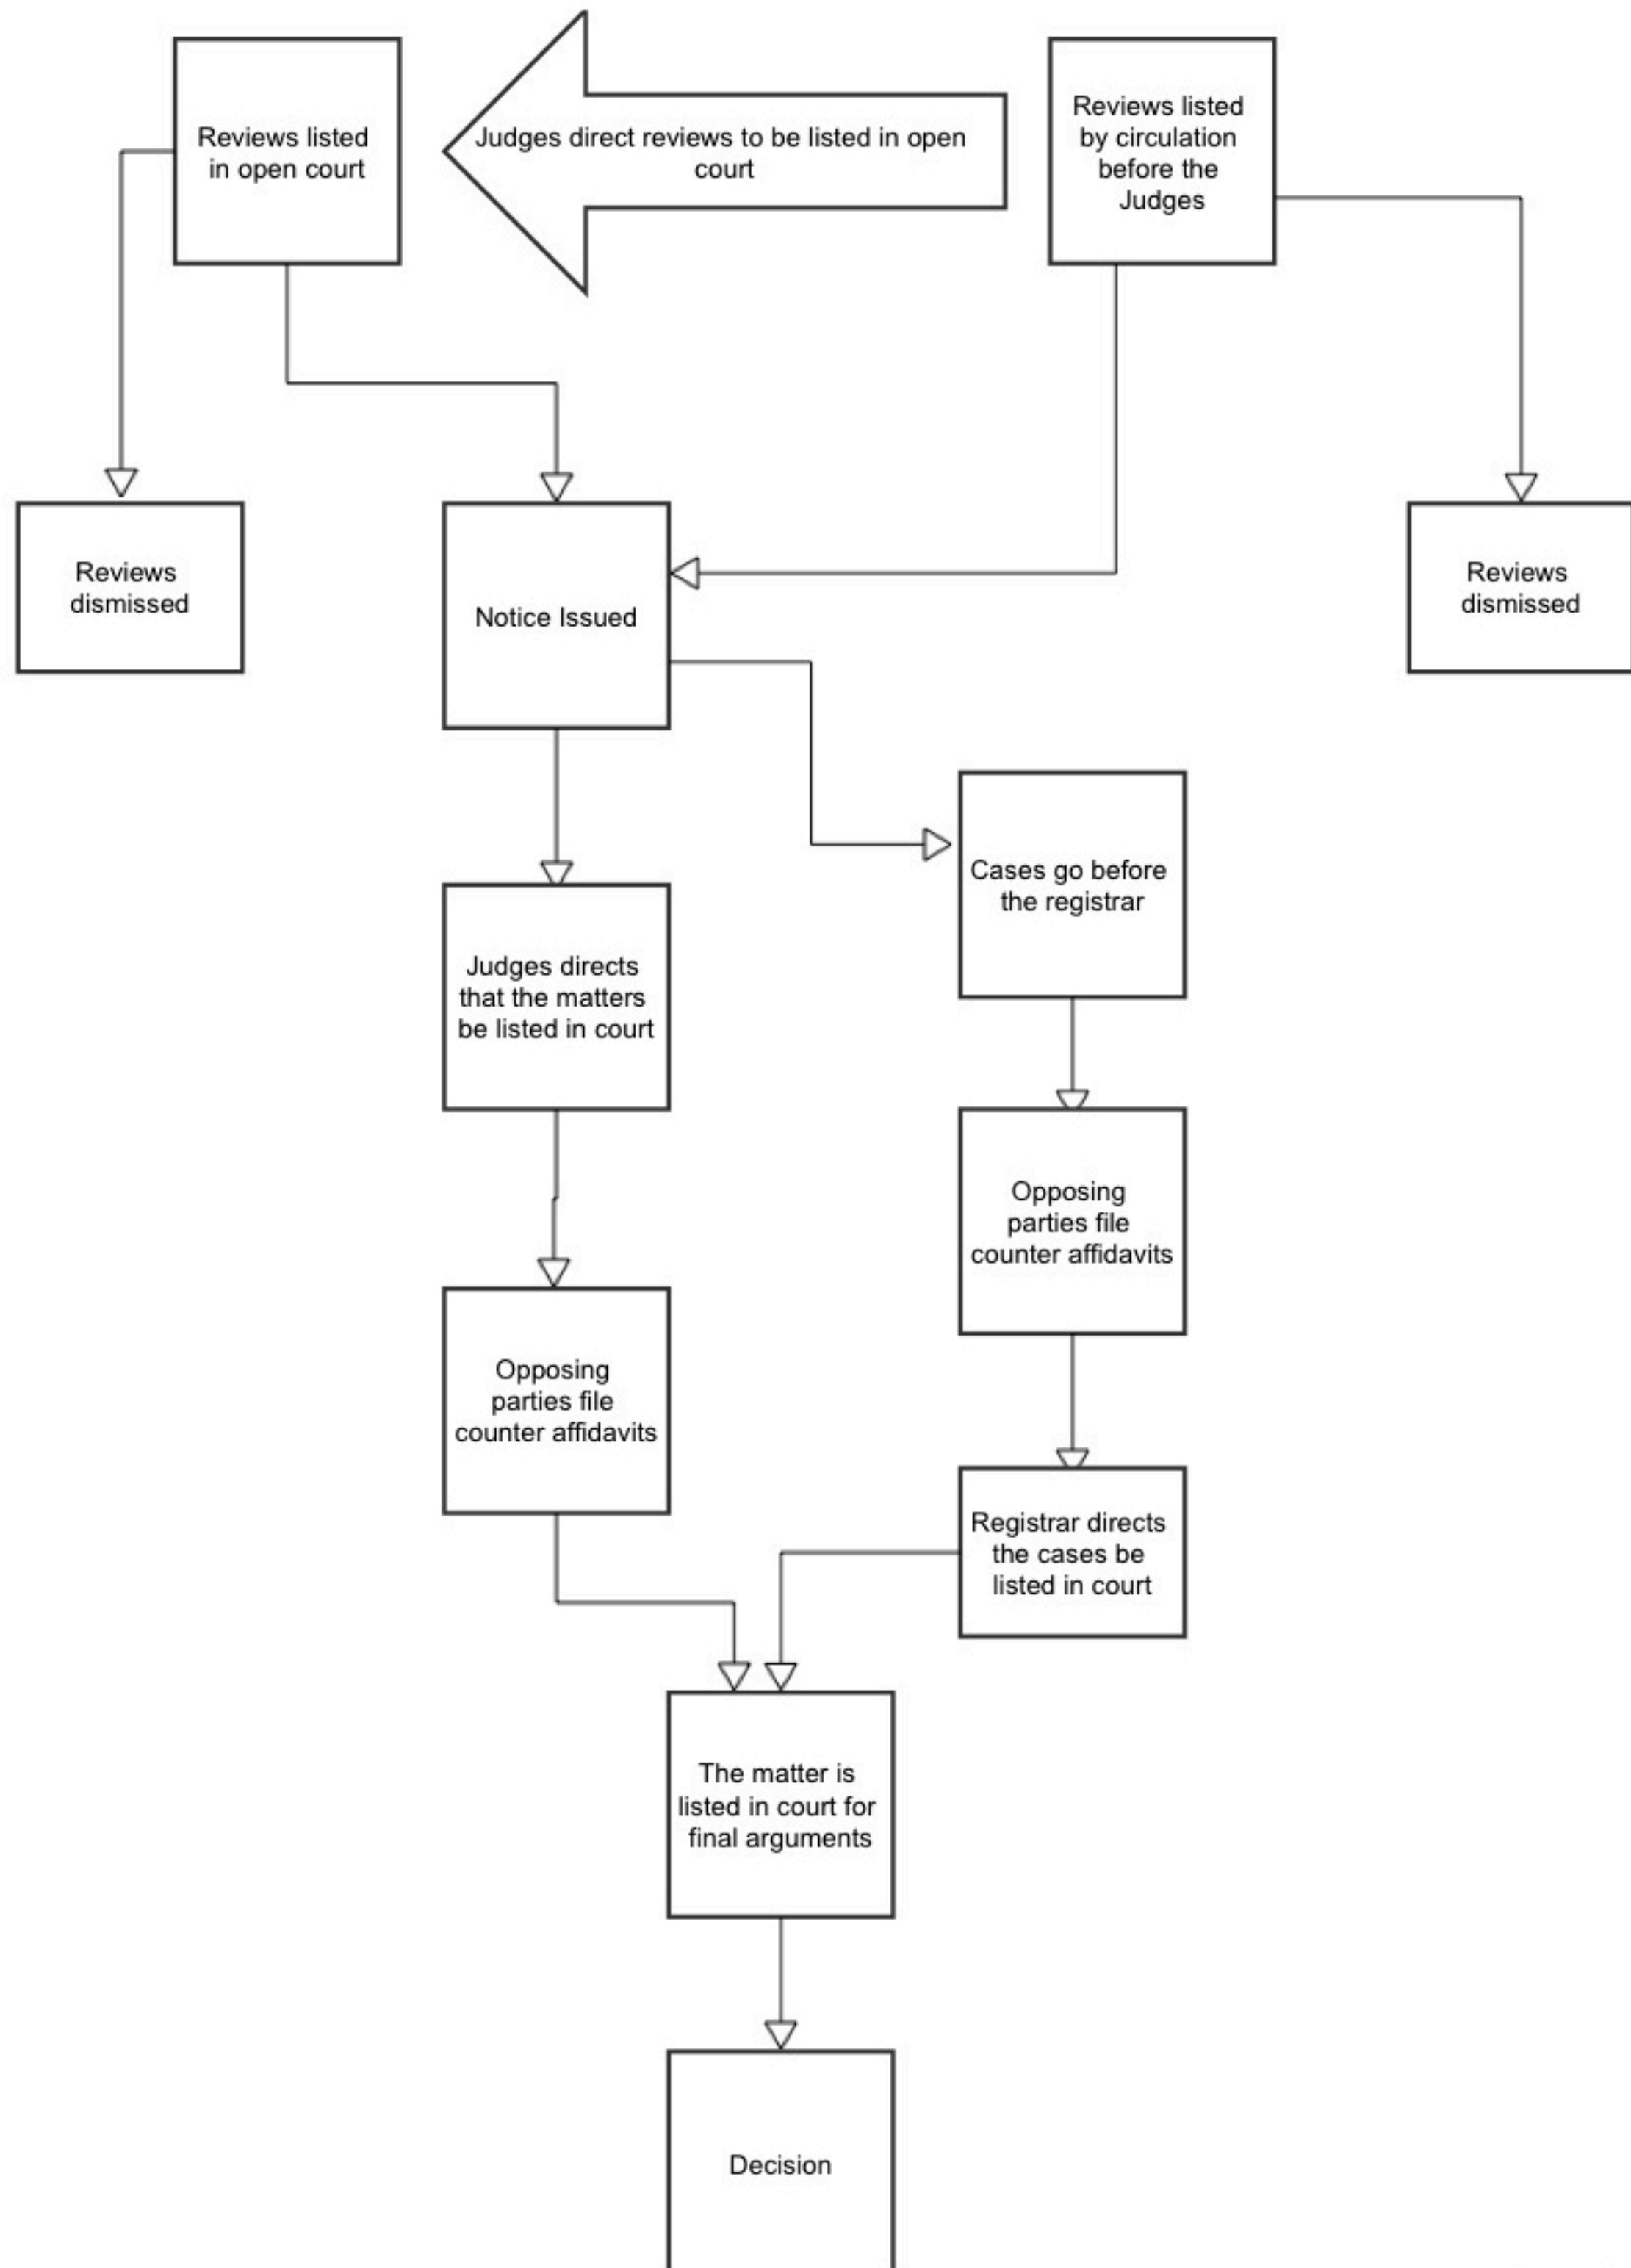 Reviews listed
in open court
Judges direct reviews to be listed in open
court
Reviews listed
by circulation
before the
Judges
Reviews
dismissed
Notice Issued
Reviews
dismissed
Cases go before
the registrar
Judges directs
that the matters
be listed in court
Opposing
parties file
counter affidavits
Opposing
parties file
counter affidavits
Registrar directs
the cases be
listed in court
The matter is
listed in court for
final arguments
Decision